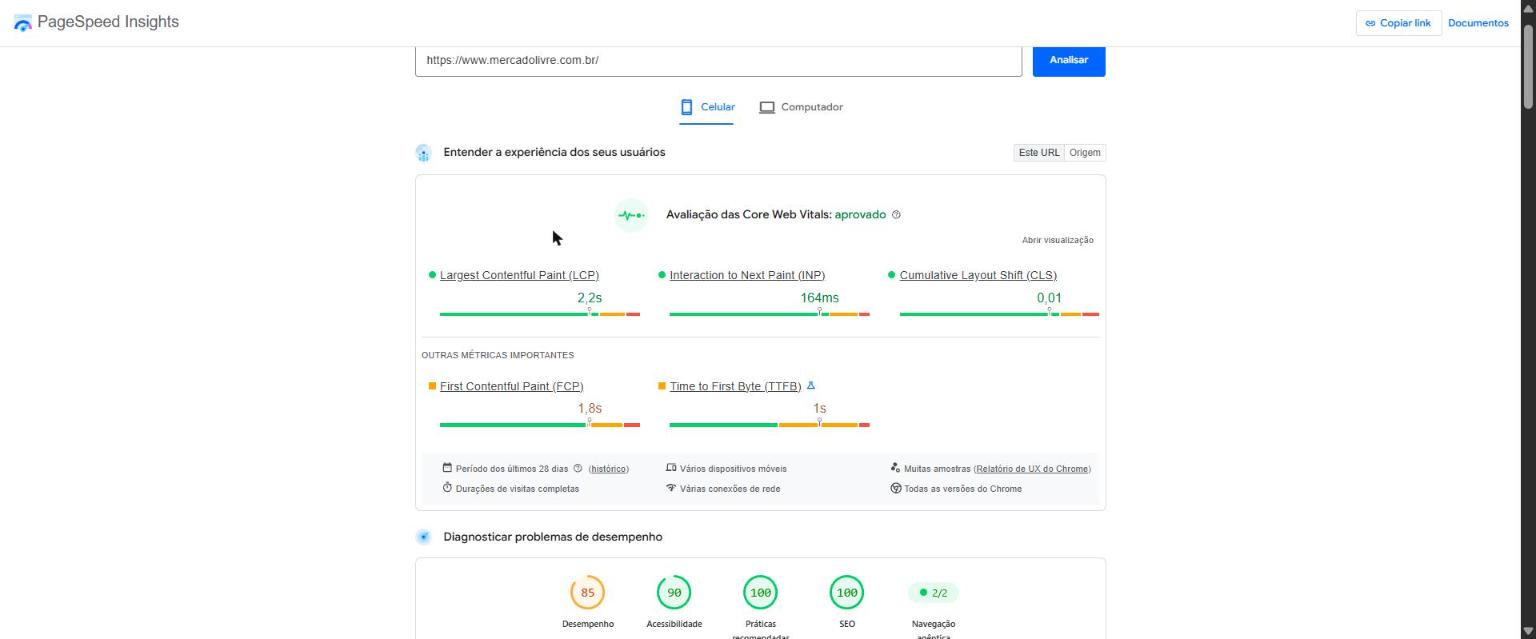 PageSpeed Insights
Copiar link
Documentos
https://www.mercadolivre.com.br/
Analisar
Celular
Computador
Entender a experiência dos seus usuários
Este URL
Origem
Avaliação das Core Web Vitals: aprovado
Abrir visualização
Largest Contentful Paint (LCP)
2,2s
Interaction to Next Paint (INP)
164ms
Cumulative Layout Shift (CLS)
0,01
OUTRAS MÉTRICAS IMPORTANTES
First Contentful Paint (FCP)
1,8s
Time to First Byte (TTFB)
1s
Período dos últimos 28 dias (histórico)
Vários dispositivos móveis
Muitas amostras (Relatório de UX do Chrome)
Durações de visitas completas
Várias conexões de rede
Todas as versões do Chrome
Diagnosticar problemas de desempenho
85
Desempenho
90
Acessibilidade
100
Práticas
recomendadas
100
SEO
2/2
Navegação
agêntica